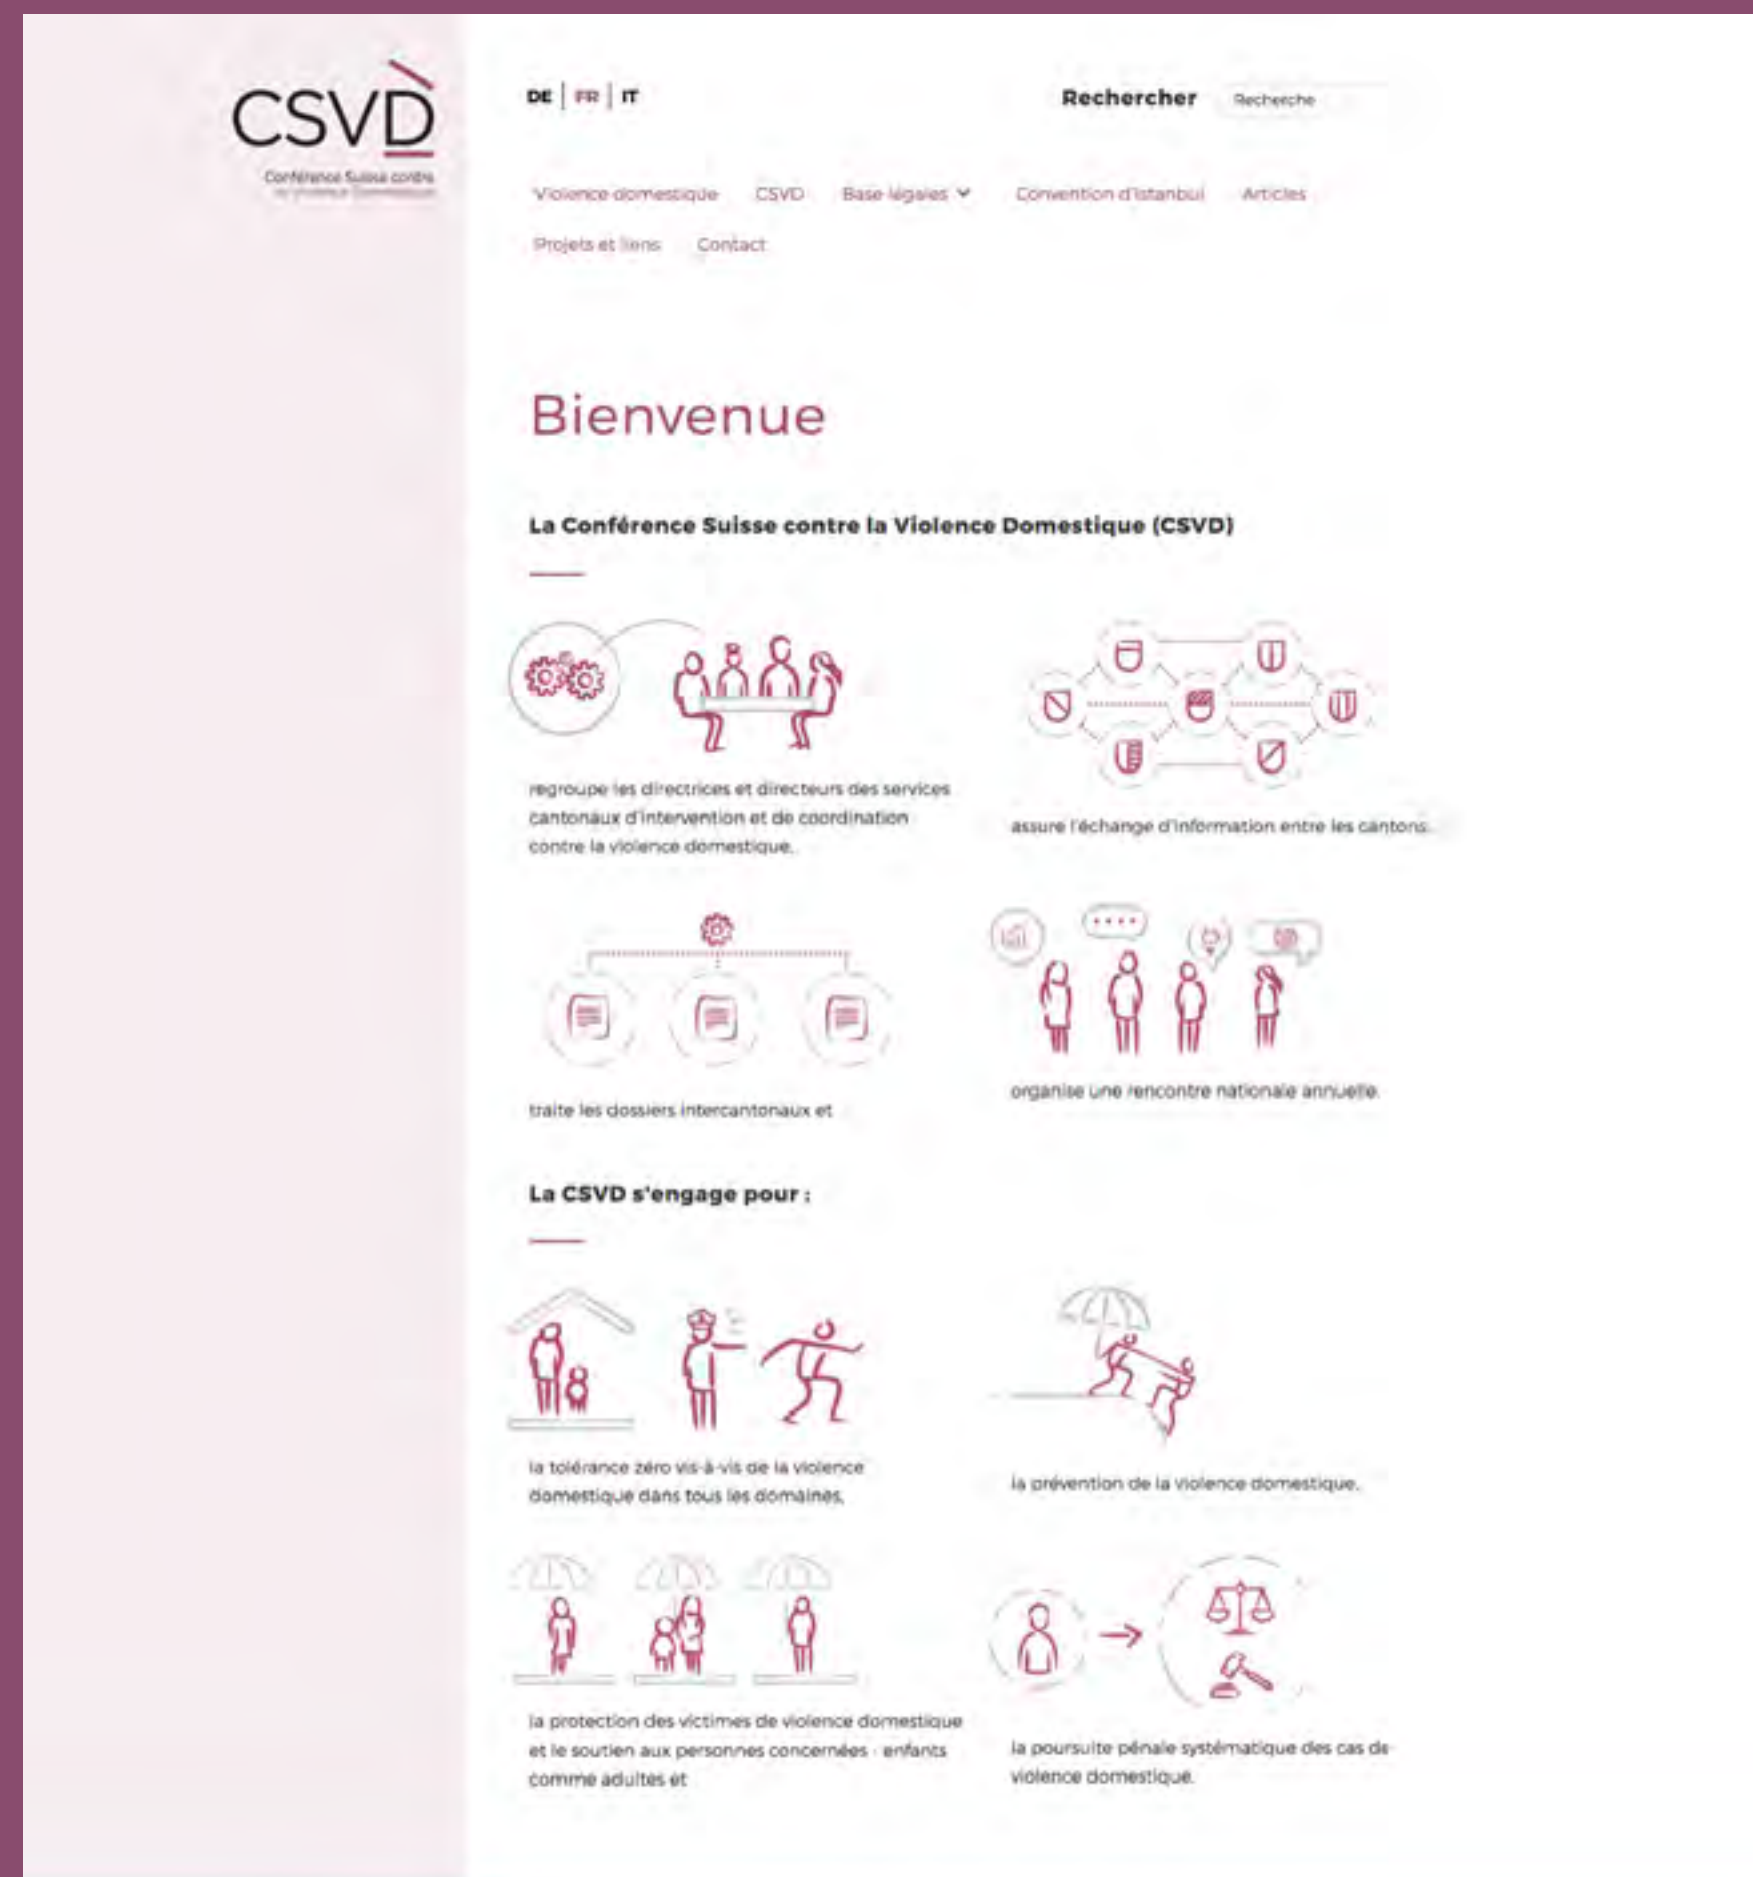 CSVD
Conférence Suisse contre
la Violence Domestique
DE | FR | IT
Rechercher
Recherche
Violence domestique CSVD Base légales Convention d'Istanbul Articles
Projets et liens Contact
Bienvenue
La Conférence Suisse contre la Violence Domestique (CSVD)
regroupe les directrices et directeurs des services
cantonaux d'intervention et de coordination
contre la violence domestique,
assure l'échange d'information entre les cantons,
traite les dossiers intercantonaux et
organise une rencontre nationale annuelle.
La CSVD s'engage pour :
la tolérance zéro vis-à-vis de la violence
domestique dans tous les domaines,
la prévention de la violence domestique,
la protection des victimes de violence domestique
et le soutien aux personnes concernées - enfants
comme adultes et
la poursuite pénale systématique des cas de
violence domestique.